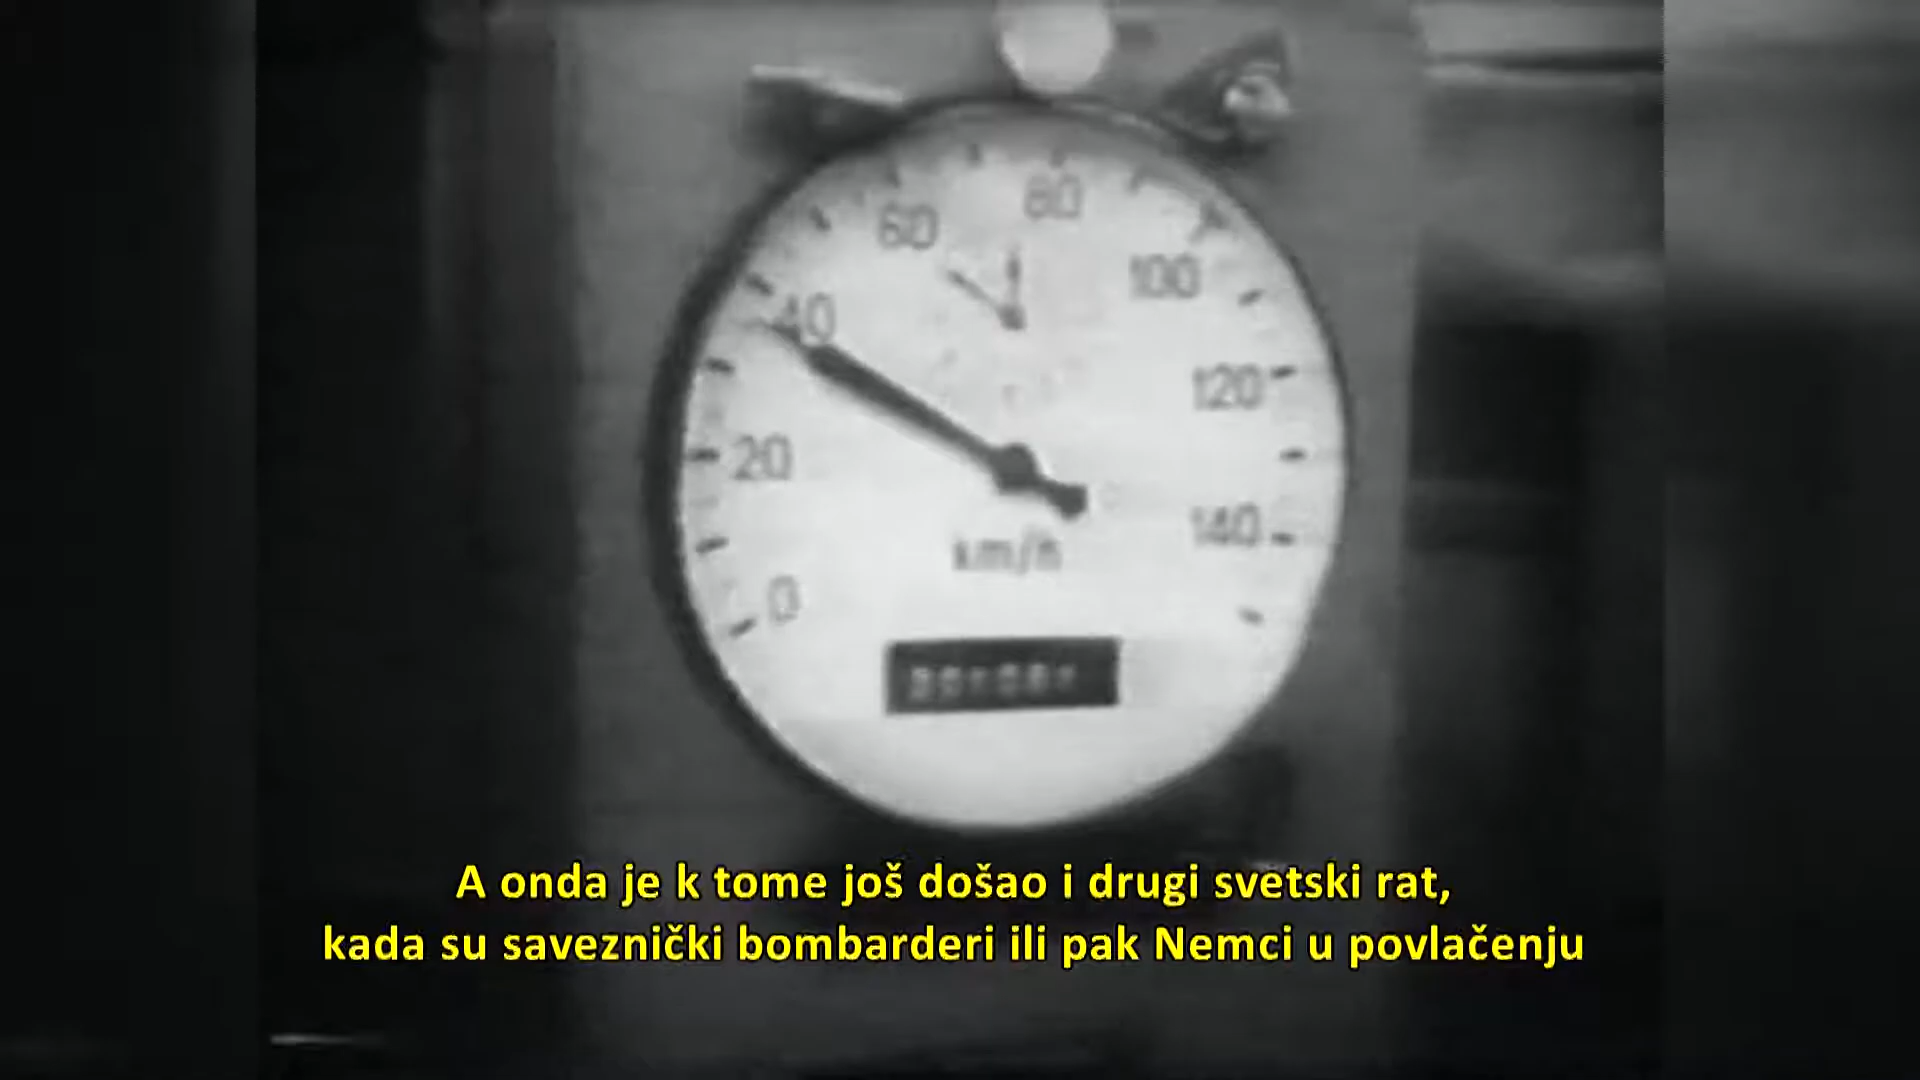 60
80
40
100
120
20
140
km/h
0
A onda je k tome još došao i drugi svetski rat,
kada su saveznički bombarderi ili pak Nemci u povlačenju